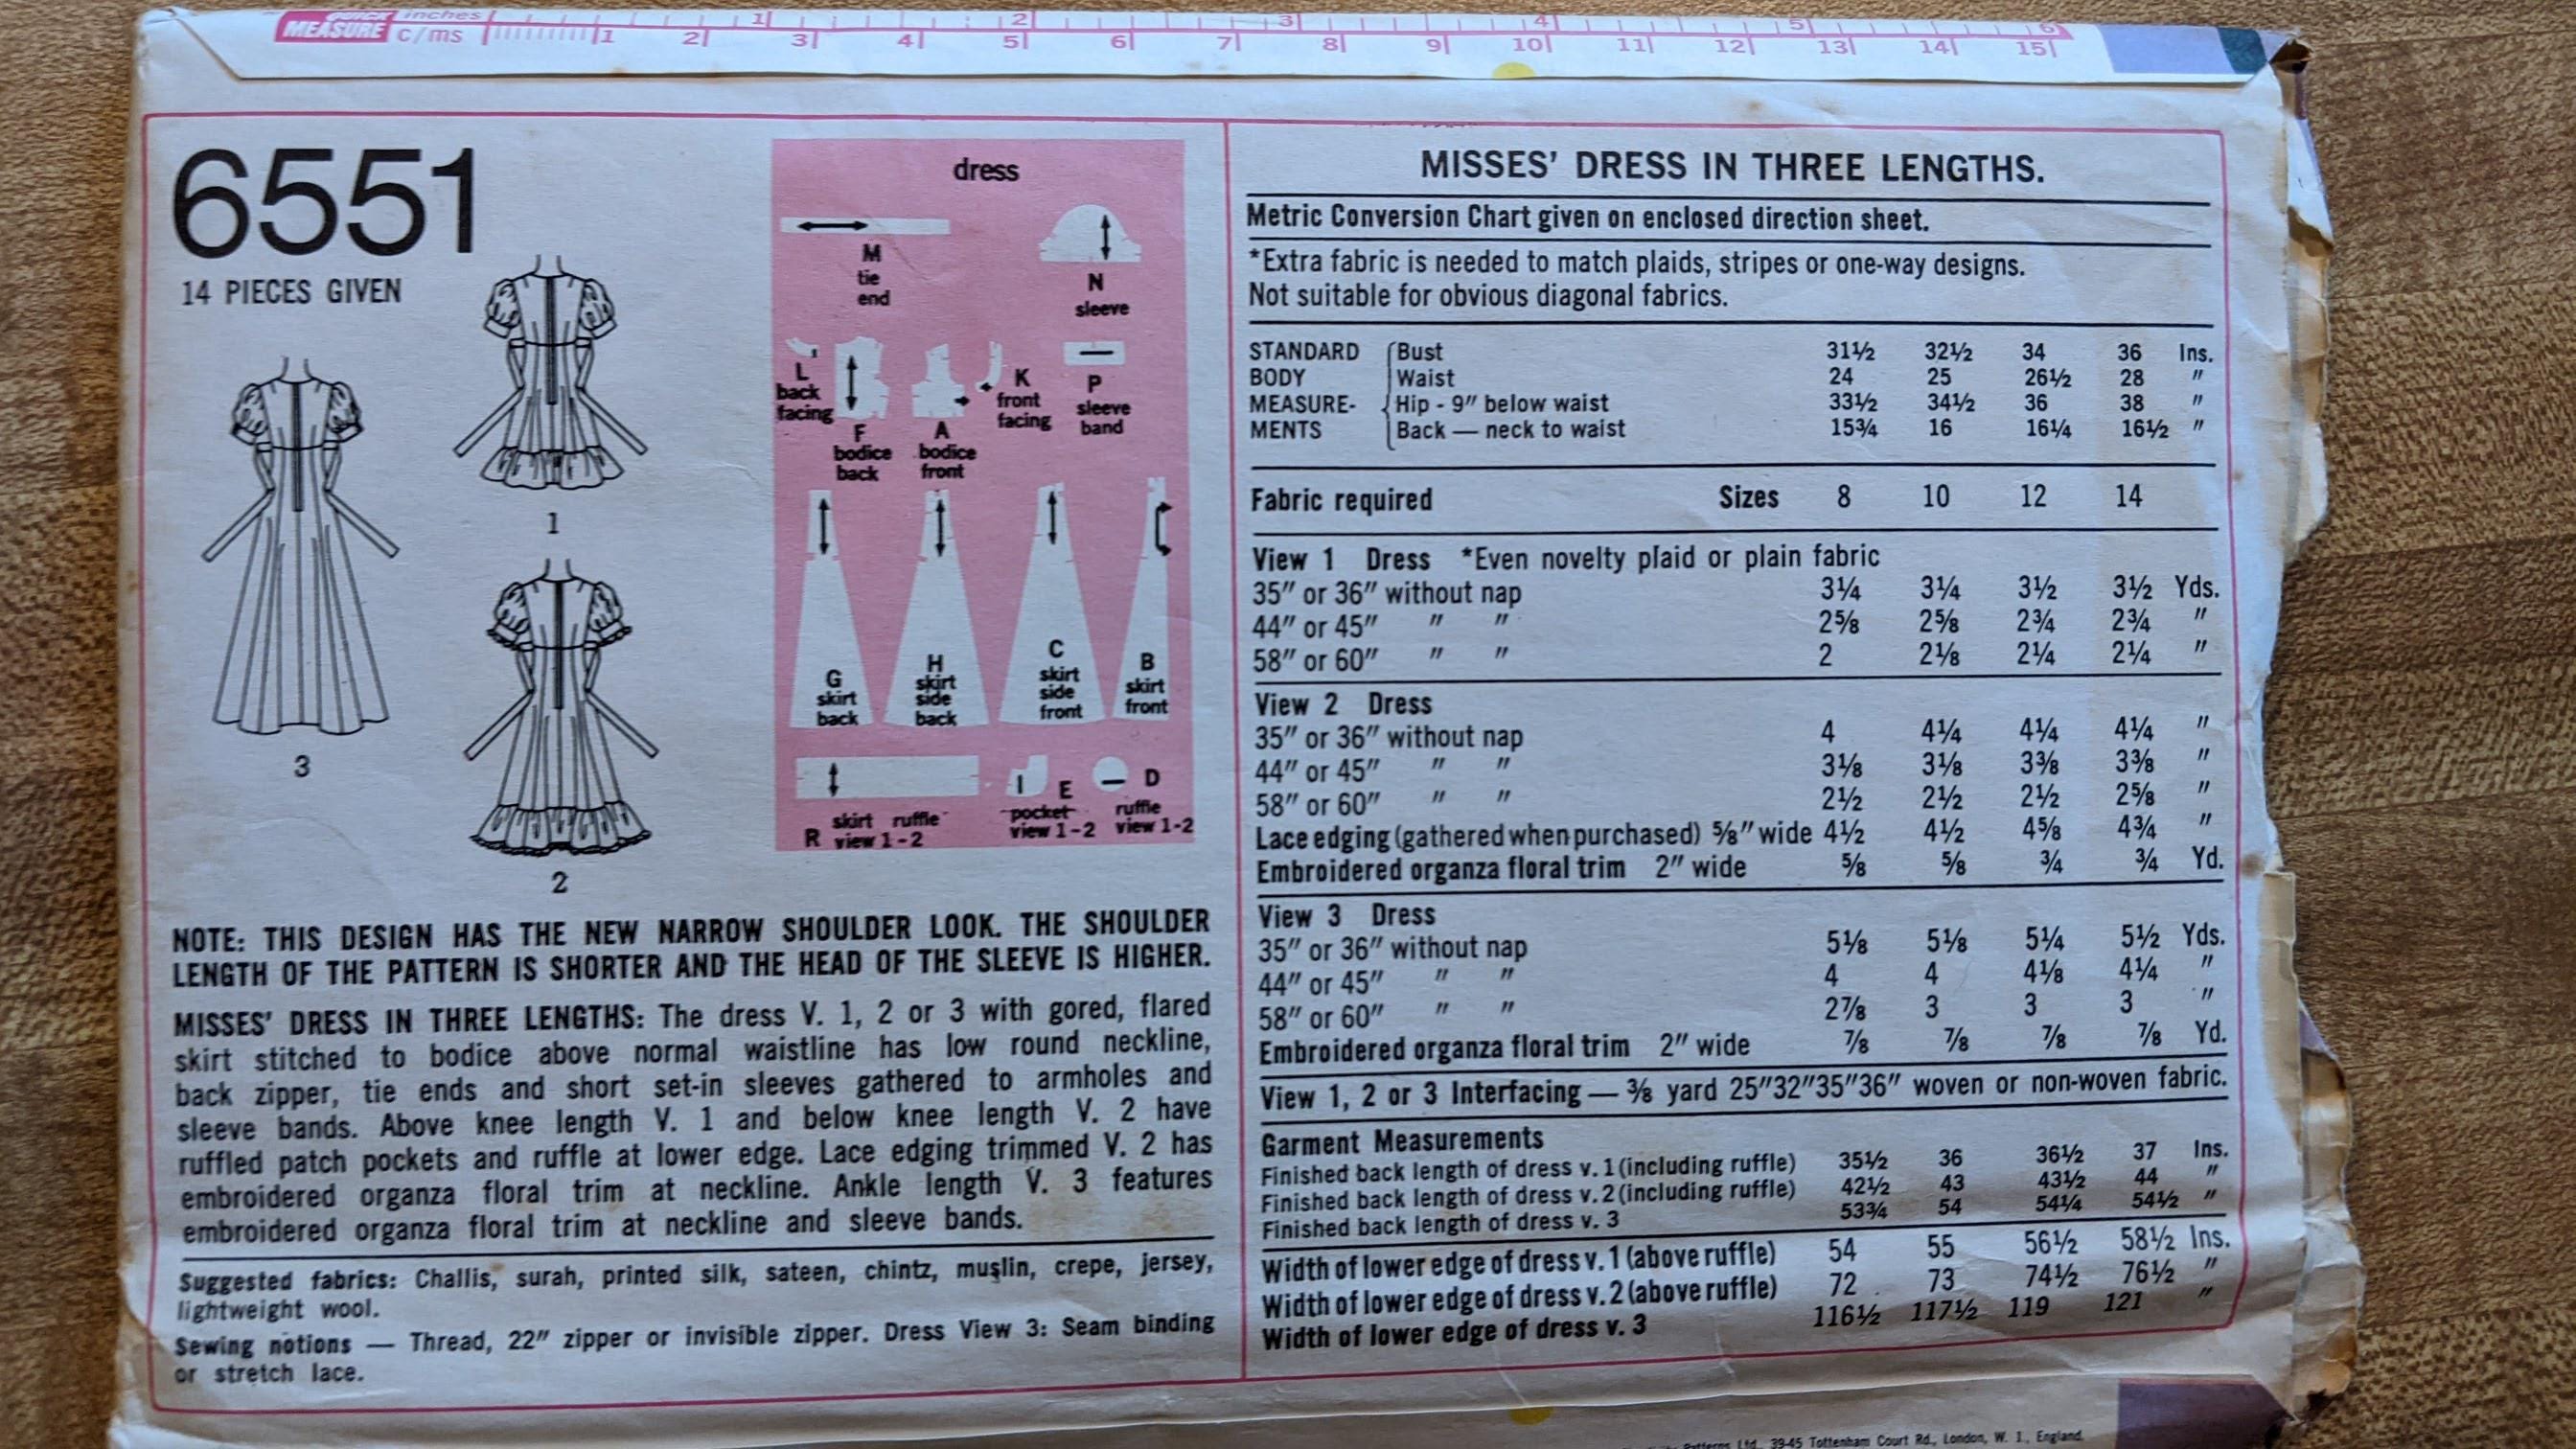 MEASURE
inches
c/ms
1 2 3 4 5 6
1 2 3 4 5 6 7 8 9 10 11 12 13 14 15
6551
14 PIECES GIVEN
1
3
2
dress
M
tie
end
N
sleeve
L
back
facing
F
bodice
back
A
bodice
front
K
front
facing
P
sleeve
band
G
skirt
back
H
skirt
side
back
C
skirt
side
front
B
skirt
front
R skirt ruffle
view 1-2
E
pocket
view 1-2
D
ruffle
view 1-2
NOTE: THIS DESIGN HAS THE NEW NARROW SHOULDER LOOK. THE SHOULDER
LENGTH OF THE PATTERN IS SHORTER AND THE HEAD OF THE SLEEVE IS HIGHER.
MISSES' DRESS IN THREE LENGTHS: The dress V. 1, 2 or 3 with gored, flared
skirt stitched to bodice above normal waistline has low round neckline,
back zipper, tie ends and short set-in sleeves gathered to armholes and
sleeve bands. Above knee length V. 1 and below knee length V. 2 have
ruffled patch pockets and ruffle at lower edge. Lace edging trimmed V. 2 has
embroidered organza floral trim at neckline. Ankle length V. 3 features
embroidered organza floral trim at neckline and sleeve bands.
Suggested fabrics: Challis, surah, printed silk, sateen, chintz, muslin, crepe, jersey,
lightweight wool.
Sewing notions — Thread, 22" zipper or invisible zipper. Dress View 3: Seam binding
or stretch lace.
MISSES' DRESS IN THREE LENGTHS.
Metric Conversion Chart given on enclosed direction sheet.
*Extra fabric is needed to match plaids, stripes or one-way designs.
Not suitable for obvious diagonal fabrics.
STANDARD Bust 31½ 32½ 34 36 Ins.
BODY Waist 24 25 26½ 28 "
MEASURE- Hip - 9" below waist 33½ 34½ 36 38 "
MENTS Back — neck to waist 15¾ 16 16¼ 16½ "
Fabric required Sizes 8 10 12 14
View 1 Dress *Even novelty plaid or plain fabric
35" or 36" without nap 3¼ 3¼ 3½ 3½ Yds.
44" or 45" " " 2⅝ 2⅝ 2¾ 2¾ "
58" or 60" " " 2 2⅛ 2¼ 2¼ "
View 2 Dress
35" or 36" without nap 4 4¼ 4¼ 4¼ "
44" or 45" " " 3⅛ 3⅛ 3⅜ 3⅜ "
58" or 60" " " 2½ 2½ 2½ 2⅝ "
Lace edging (gathered when purchased) ⅝" wide 4½ 4½ 4⅝ 4¾ "
Embroidered organza floral trim 2" wide ⅝ ⅝ ¾ ¾ Yd.
View 3 Dress
35" or 36" without nap 5⅛ 5⅛ 5¼ 5½ Yds.
44" or 45" " " 4 4 4⅛ 4¼ "
58" or 60" " " 2⅞ 3 3 3 "
Embroidered organza floral trim 2" wide ⅞ ⅞ ⅞ ⅞ Yd.
View 1, 2 or 3 Interfacing — ⅜ yard 25"32"35"36" woven or non-woven fabric.
Garment Measurements
Finished back length of dress v. 1 (including ruffle) 35½ 36 36½ 37 Ins.
Finished back length of dress v. 2 (including ruffle) 42½ 43 43½ 44 "
Finished back length of dress v. 3 53¾ 54 54¼ 54½ "
Width of lower edge of dress v. 1 (above ruffle) 54 55 56½ 58½ Ins.
Width of lower edge of dress v. 2 (above ruffle) 72 73 74½ 76½ "
Width of lower edge of dress v. 3 116½ 117½ 119 121 "
Patterns Ltd. 39-45 Tottenham Court Rd., London, W. 1., England.